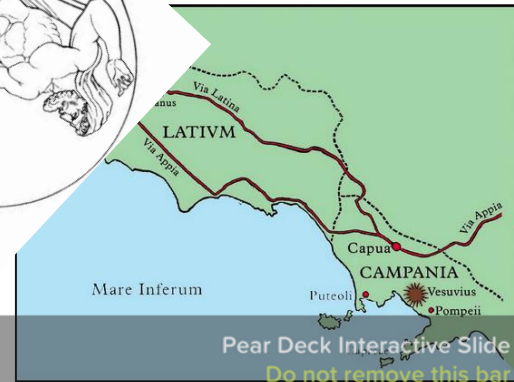 Via Latina
anus
LATIVM
Via Appia
Via Appia
Capua
CAMPANIA
Mare Inferum
Puteoli
Vesuvius
Pompeii
Pear Deck Interactive Slide
Do not remove this bar